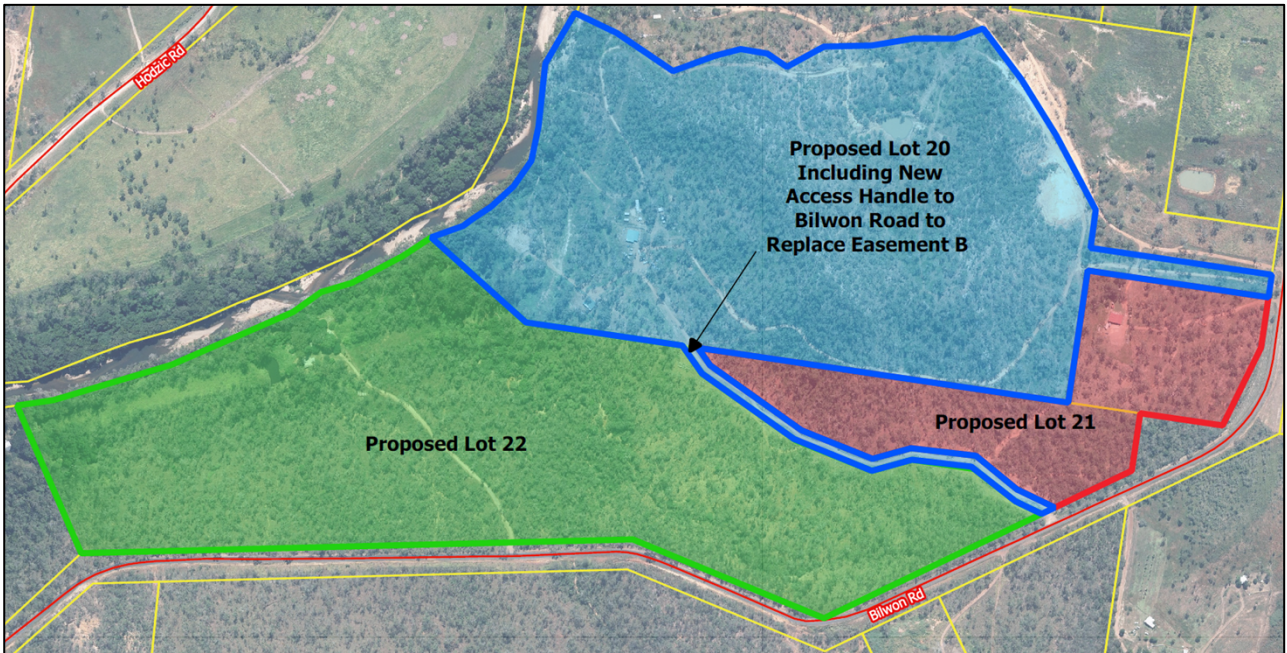 Hodzic Rd
Proposed Lot 20
Including New
Access Handle to
Bilwon Road to
Replace Easement B
Proposed Lot 21
Proposed Lot 22
Bilwon Rd